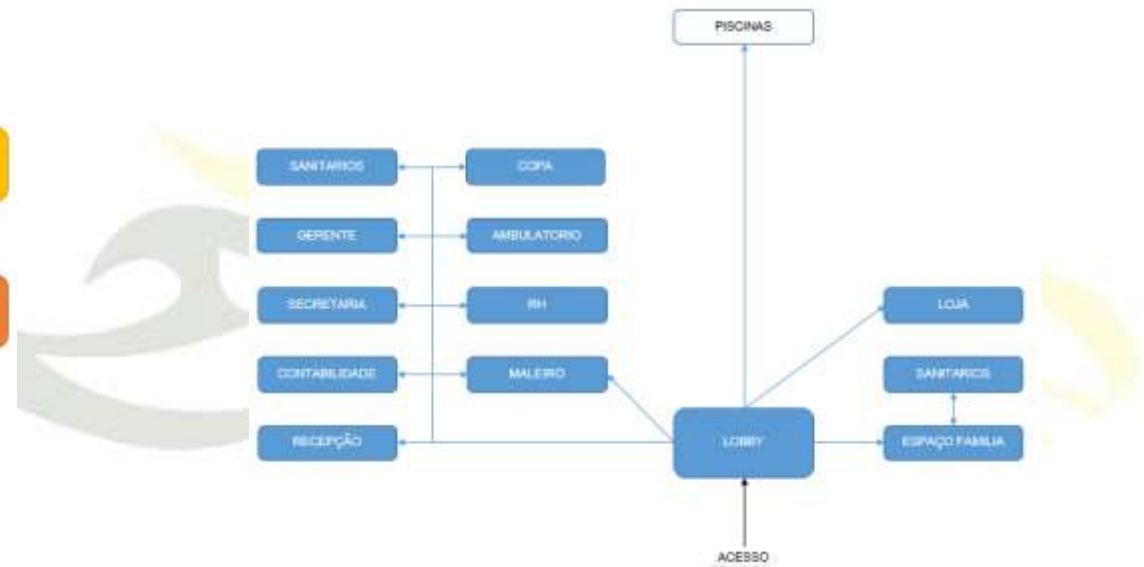 PISCINAS
SANITARIOS
COPA
GERENTE
AMBULATORIO
SECRETARIA
RH
LOJA
CONTABILIDADE
MALEIRO
SANITARIOS
RECEPÇÃO
LOBBY
ESPAÇO FAMILIA
ACESSO